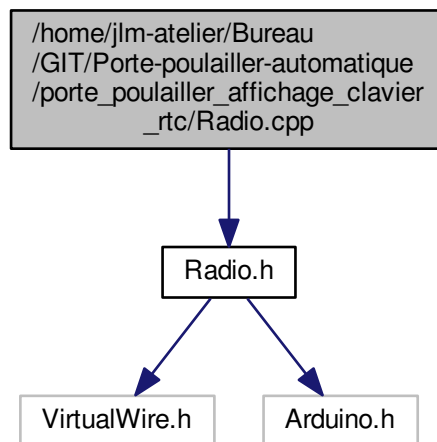 /home/jlm-atelier/Bureau
/GIT/Porte-poulailler-automatique
/porte_poulailler_affichage_clavier
_rtc/Radio.cpp
Radio.h
VirtualWire.h
Arduino.h